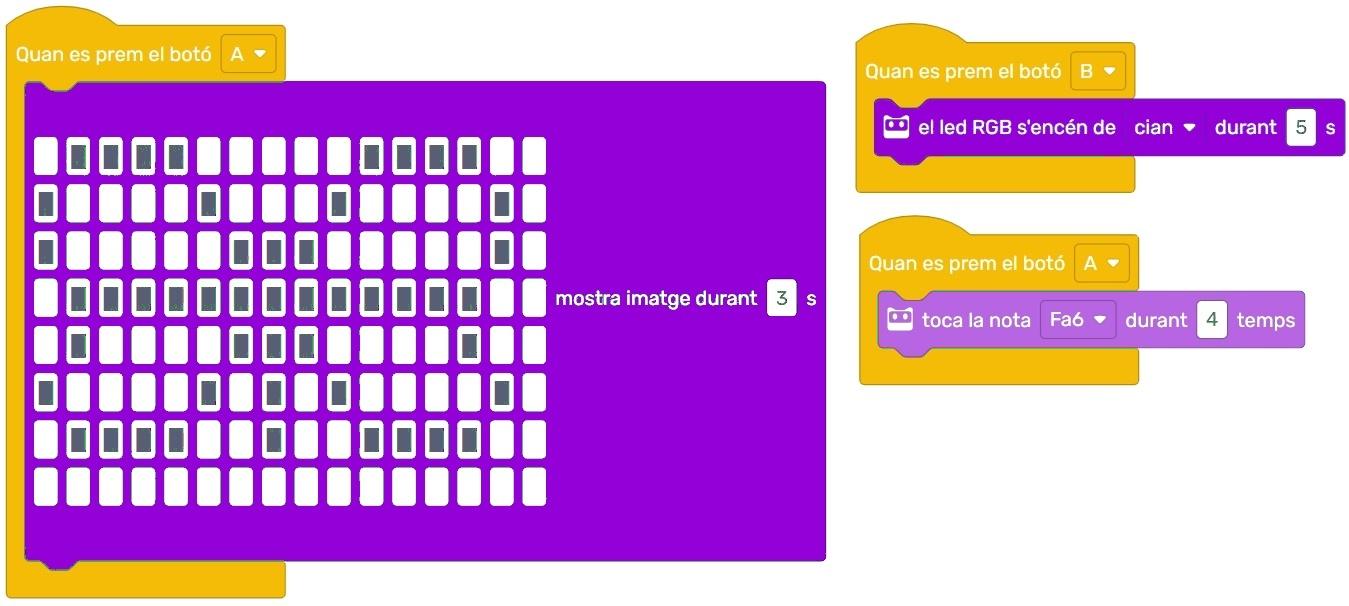 Quan es prem el botó A
mostra imatge durant 3 s
Quan es prem el botó B
el led RGB s'encén de cian durant 5 s
Quan es prem el botó A
toca la nota Fa6 durant 4 temps